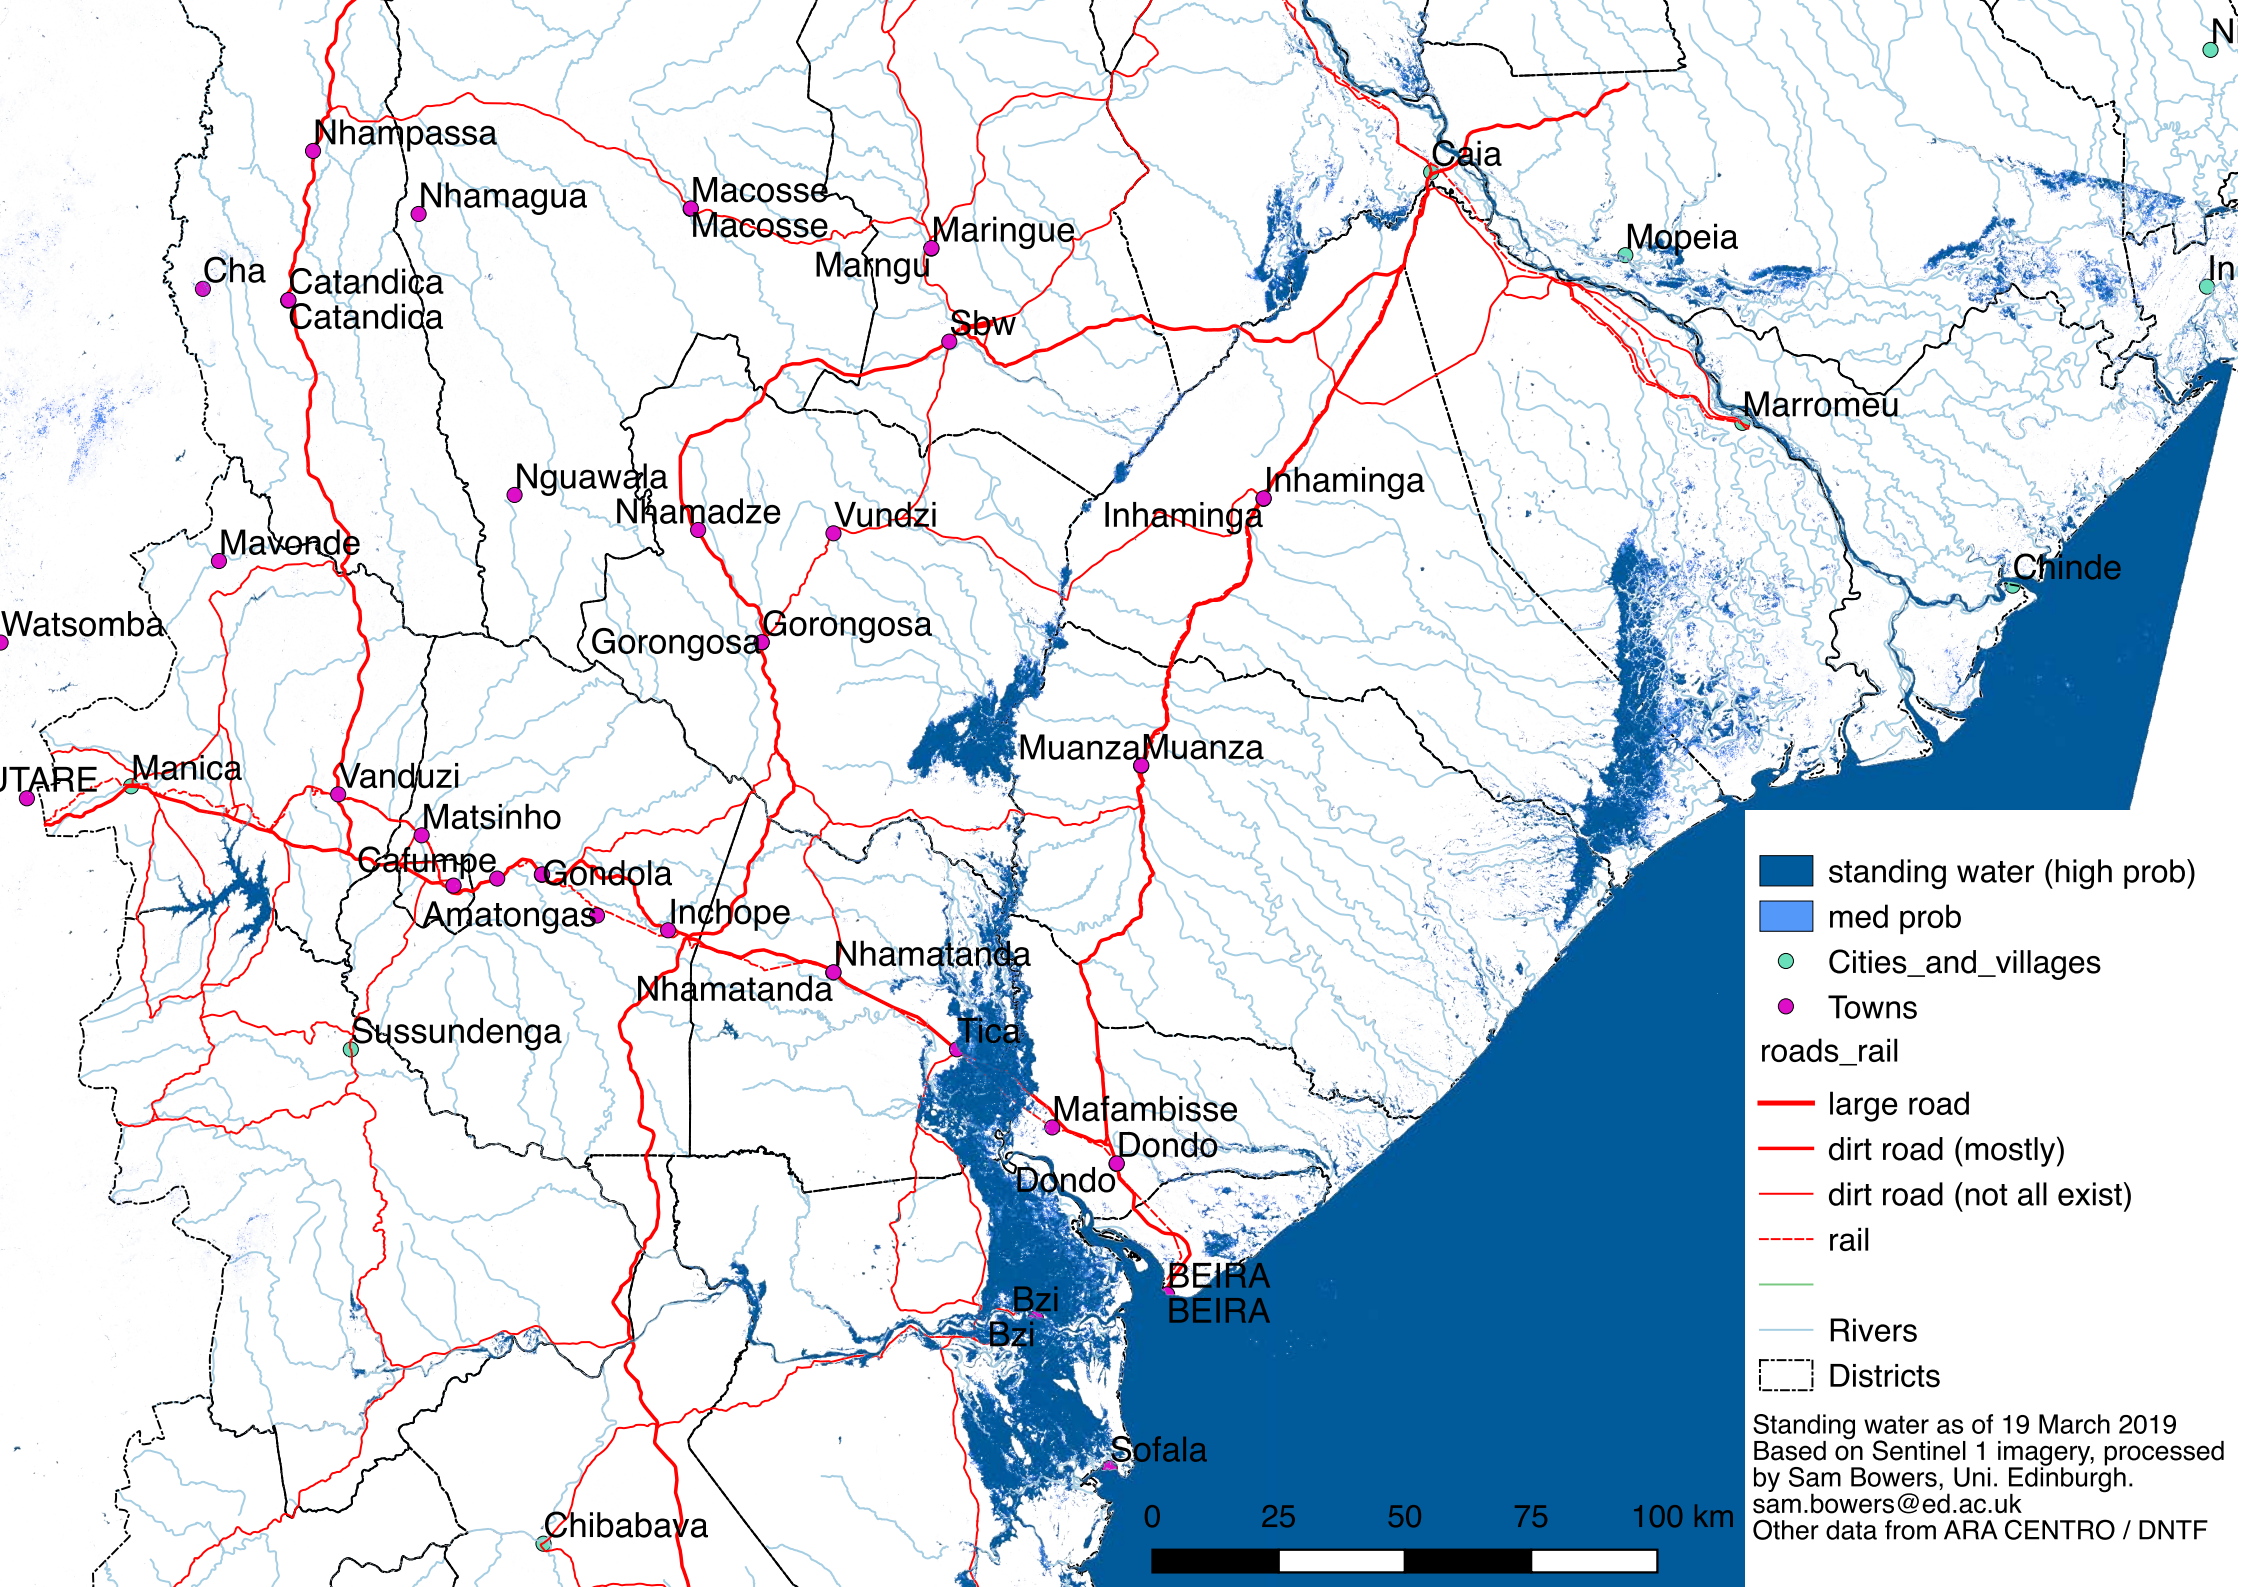 N
Nhampassa
Caia
Nhamagua
Macosse
Macosse
Maringue
Mopeia
Marngu
Cha
In
Catandica
Catandica
Sbw
Marromeu
Nguawala
Inhaminga
Nhamadze
Vundzi
Inhaminga
Mavonde
Chinde
Watsomba
Gorongosa
Gorongosa
Muanza
Muanza
Manica
UTARE
Vanduzi
Matsinho
Cafumpe
Gondola
Amatongas
Inchope
Nhamatanda
Nhamatanda
Sussundenga
Tica
Mafambisse
Dondo
Dondo
BEIRA
BEIRA
Bzi
Bzi
Sofala
Chibabava
0 25 50 75 100 km
standing water (high prob)
med prob
Cities_and_villages
Towns
roads_rail
large road
dirt road (mostly)
dirt road (not all exist)
rail
Rivers
Districts
Standing water as of 19 March 2019
Based on Sentinel 1 imagery, processed
by Sam Bowers, Uni. Edinburgh.
sam.bowers@ed.ac.uk
Other data from ARA CENTRO / DNTF